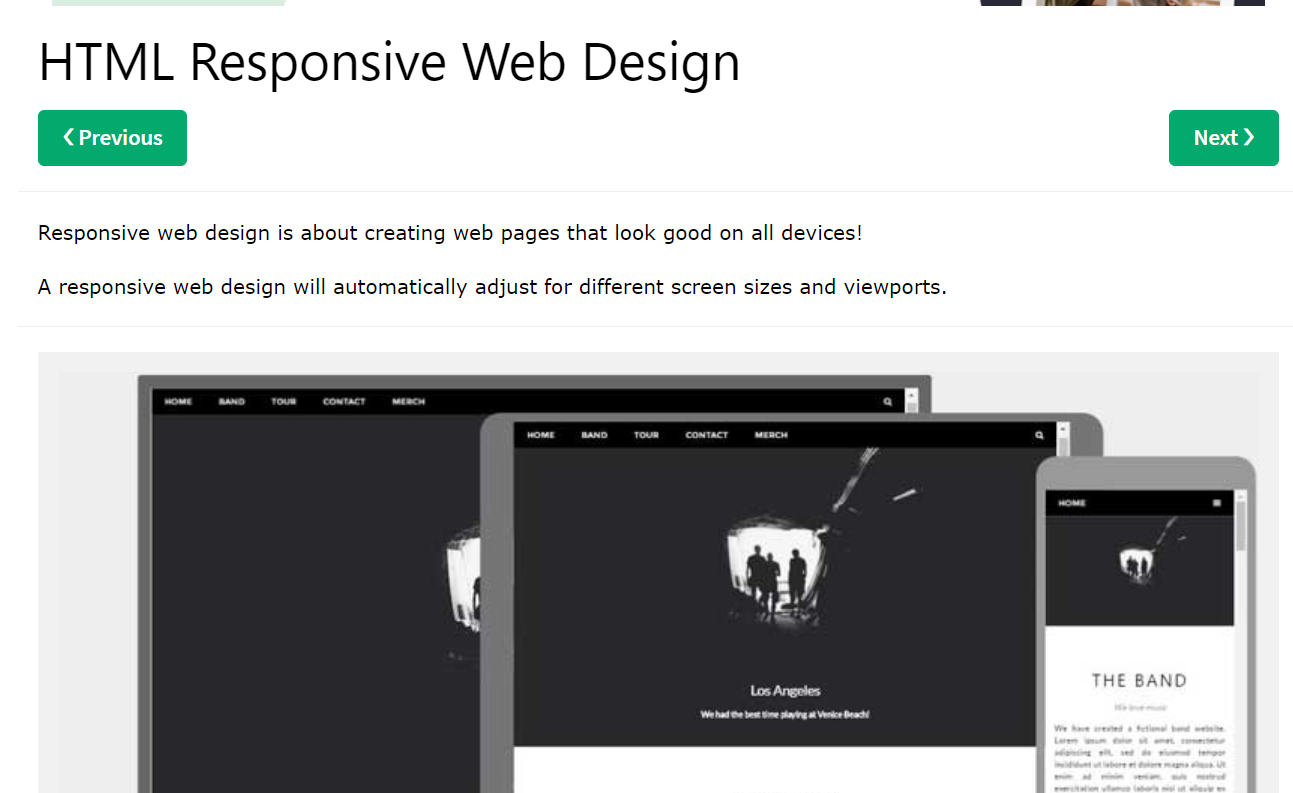 HTML Responsive Web Design
❮ Previous
Next ❯
Responsive web design is about creating web pages that look good on all devices!
A responsive web design will automatically adjust for different screen sizes and viewports.
HOME BAND TOUR CONTACT MERCH
HOME BAND TOUR CONTACT MERCH
Los Angeles
We had the best time playing at Venice Beach!
HOME
THE BAND
We love music
We have created a fictional band website.
Lorem ipsum dolor sit amet, consectetur
adipiscing elit, sed do eiusmod tempor
incididunt ut labore et dolore magna aliqua. Ut
enim ad minim veniam, quis nostrud
exercitation ullamco laboris nisi ut aliquip ex